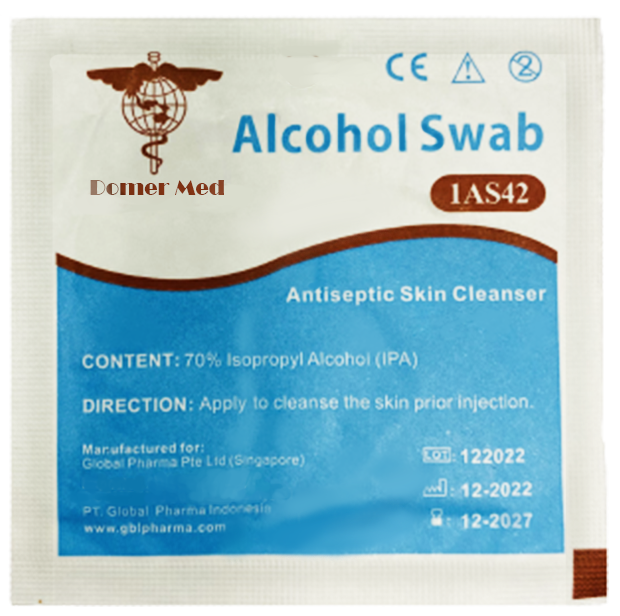 CE
Alcohol Swab
Domer Med
1AS42
Antiseptic Skin Cleanser
CONTENT: 70% Isopropyl Alcohol (IPA)
DIRECTION: Apply to cleanse the skin prior injection.
Manufactured for:
Global Pharma Pte Ltd (Singapore)
LOT: 122022
: 12-2022
PT. Global Pharma Indonesia
www.gblpharma.com
: 12-2027